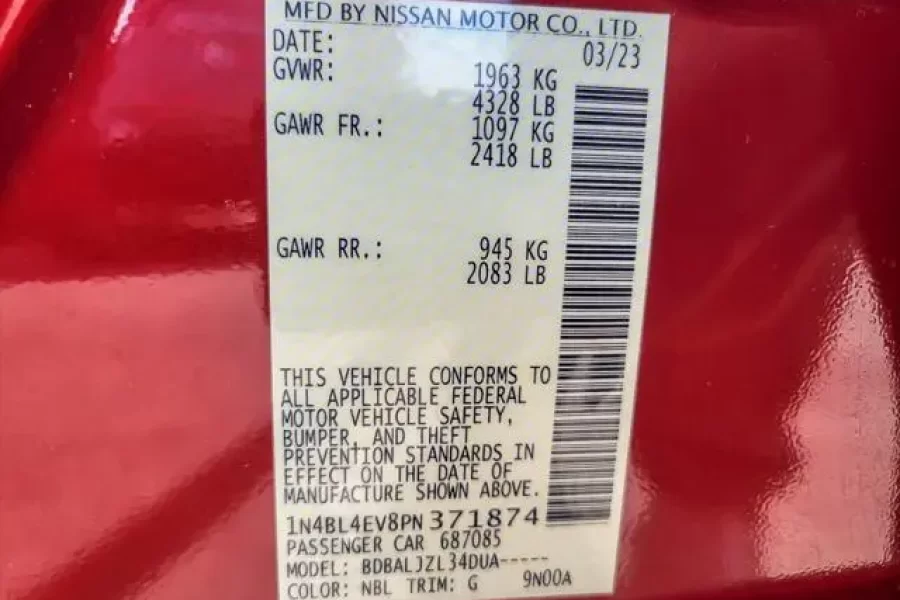 MFD BY NISSAN MOTOR CO., LTD.
DATE: 03/23
GVWR: 1963 KG
4328 LB
GAWR FR.: 1097 KG
2418 LB
GAWR RR.: 945 KG
2083 LB
THIS VEHICLE CONFORMS TO
ALL APPLICABLE FEDERAL
MOTOR VEHICLE SAFETY,
BUMPER, AND THEFT
PREVENTION STANDARDS IN
EFFECT ON THE DATE OF
MANUFACTURE SHOWN ABOVE.
1N4BL4EV8PN371874
PASSENGER CAR 687085
MODEL: BDBALJZL34DUA-----
COLOR: NBL TRIM: G 9N00A